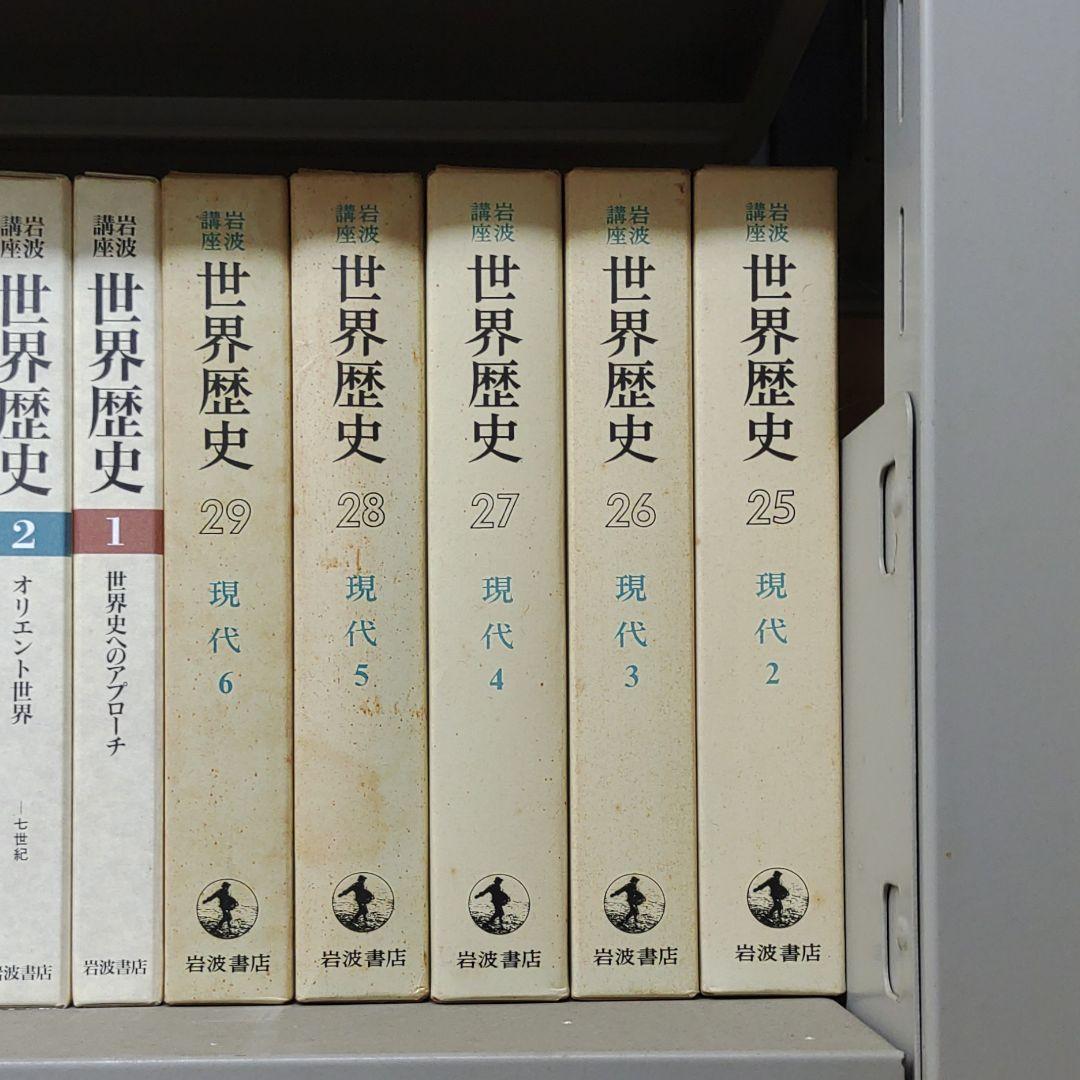 岩波
講座
世界歴史
2
オリエント世界
―七世紀
岩波書店
岩波
講座
世界歴史
1
世界史へのアプローチ
岩波書店
岩波
講座
世界歴史
29
現代
6
岩波書店
岩波
講座
世界歴史
28
現代
5
岩波書店
岩波
講座
世界歴史
27
現代
4
岩波書店
岩波
講座
世界歴史
26
現代
3
岩波書店
岩波
講座
世界歴史
25
現代
2
岩波書店